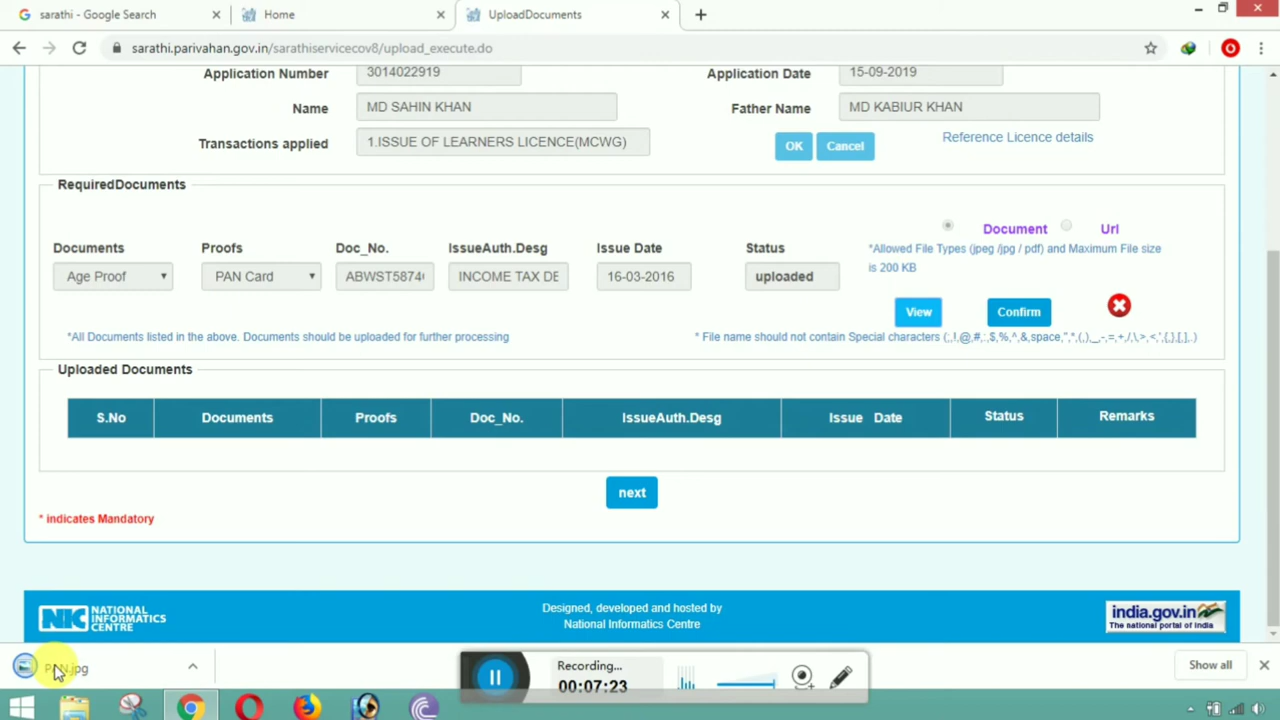 sarathi - Google Search
Home
UploadDocuments
sarathi.parivahan.gov.in/sarathiservicecov8/upload_execute.do
Application Number 3014022919 Application Date 15-09-2019
Name MD SAHIN KHAN Father Name MD KABIUR KHAN
Transactions applied 1.ISSUE OF LEARNERS LICENCE(MCWG) OK Cancel Reference Licence details
RequiredDocuments
Document Url
Documents Proofs Doc_No. IssueAuth.Desg Issue Date Status
*Allowed File Types (jpeg /jpg / pdf) and Maximum File size
is 200 KB
Age Proof PAN Card INCOME TAX DE 16-03-2016 uploaded
View Confirm
*All Documents listed in the above. Documents should be uploaded for further processing
* File name should not contain Special characters (;,!,@,#,:,$,%,^,&,space,",*,(,),_,-,=,+,/,\,>,<,',{,},[,],.)
Uploaded Documents
S.No Documents Proofs Doc_No. IssueAuth.Desg Issue Date Status Remarks
next
* indicates Mandatory
NIC NATIONAL
INFORMATICS
CENTRE
Designed, developed and hosted by
National Informatics Centre
india.gov.in
The national portal of India
PAN.jpg
Recording...
00:07:23
Show all